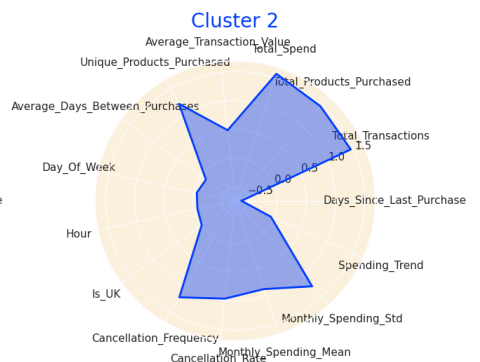 Cluster 2
Average_Transaction_Value
Total_Spend
Unique_Products_Purchased
Total_Products_Purchased
Average_Days_Between_Purchases
Total_Transactions
1.5
1.0
0.5
0.0
−0.5
Day_Of_Week
e
Days_Since_Last_Purchase
Hour
Spending_Trend
Is_UK
Monthly_Spending_Std
Cancellation_Frequency
Monthly_Spending_Mean
Cancellation_Rate